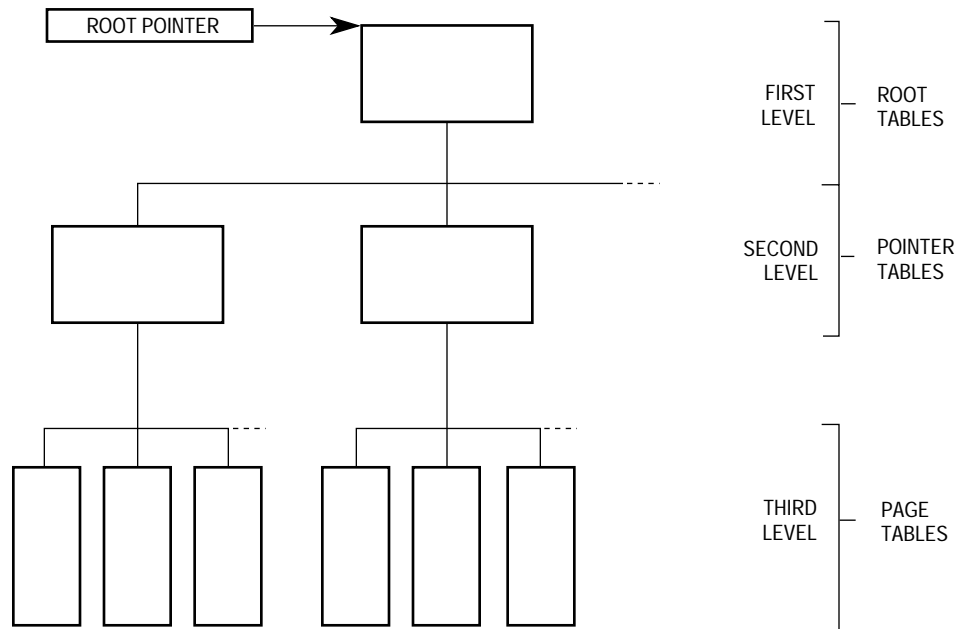 ROOT POINTER
FIRST
LEVEL
ROOT
TABLES
SECOND
LEVEL
POINTER
TABLES
THIRD
LEVEL
PAGE
TABLES